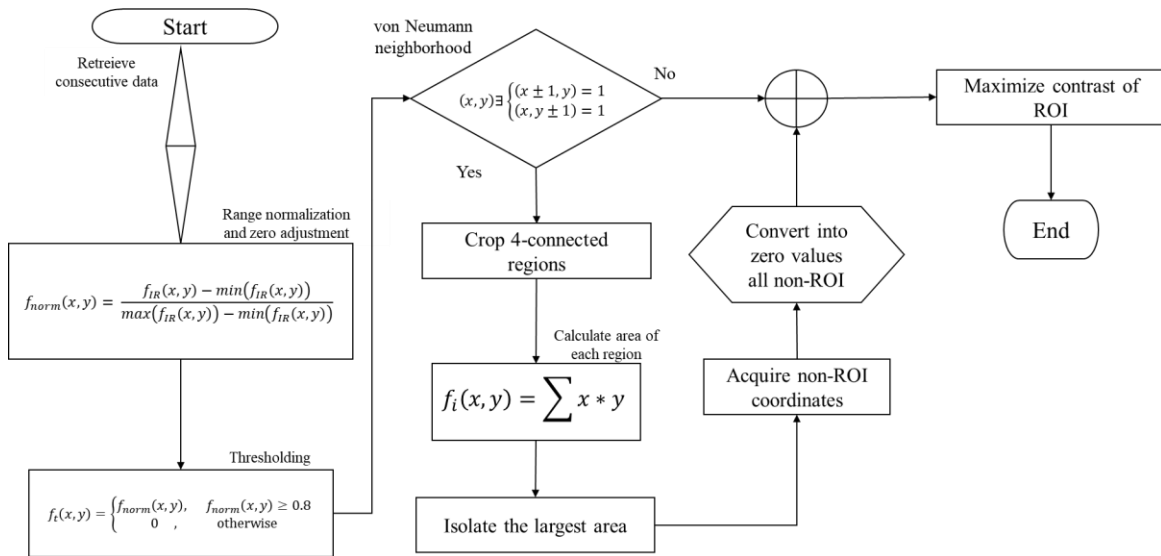 Start
Retreieve
consecutive data
Range normalization
and zero adjustment
f_norm(x, y) = (f_IR(x, y) − min(f_IR(x, y))) / (max(f_IR(x, y)) − min(f_IR(x, y)))
Thresholding
f_t(x, y) = { f_norm(x, y), f_norm(x, y) ≥ 0.8
0 , otherwise
von Neumann
neighborhood
(x, y)∃ { (x ± 1, y) = 1
(x, y ± 1) = 1
No
Yes
Crop 4-connected
regions
Calculate area of
each region
f_i(x, y) = ∑ x * y
Isolate the largest area
Acquire non-ROI
coordinates
Convert into
zero values
all non-ROI
Maximize contrast of
ROI
End